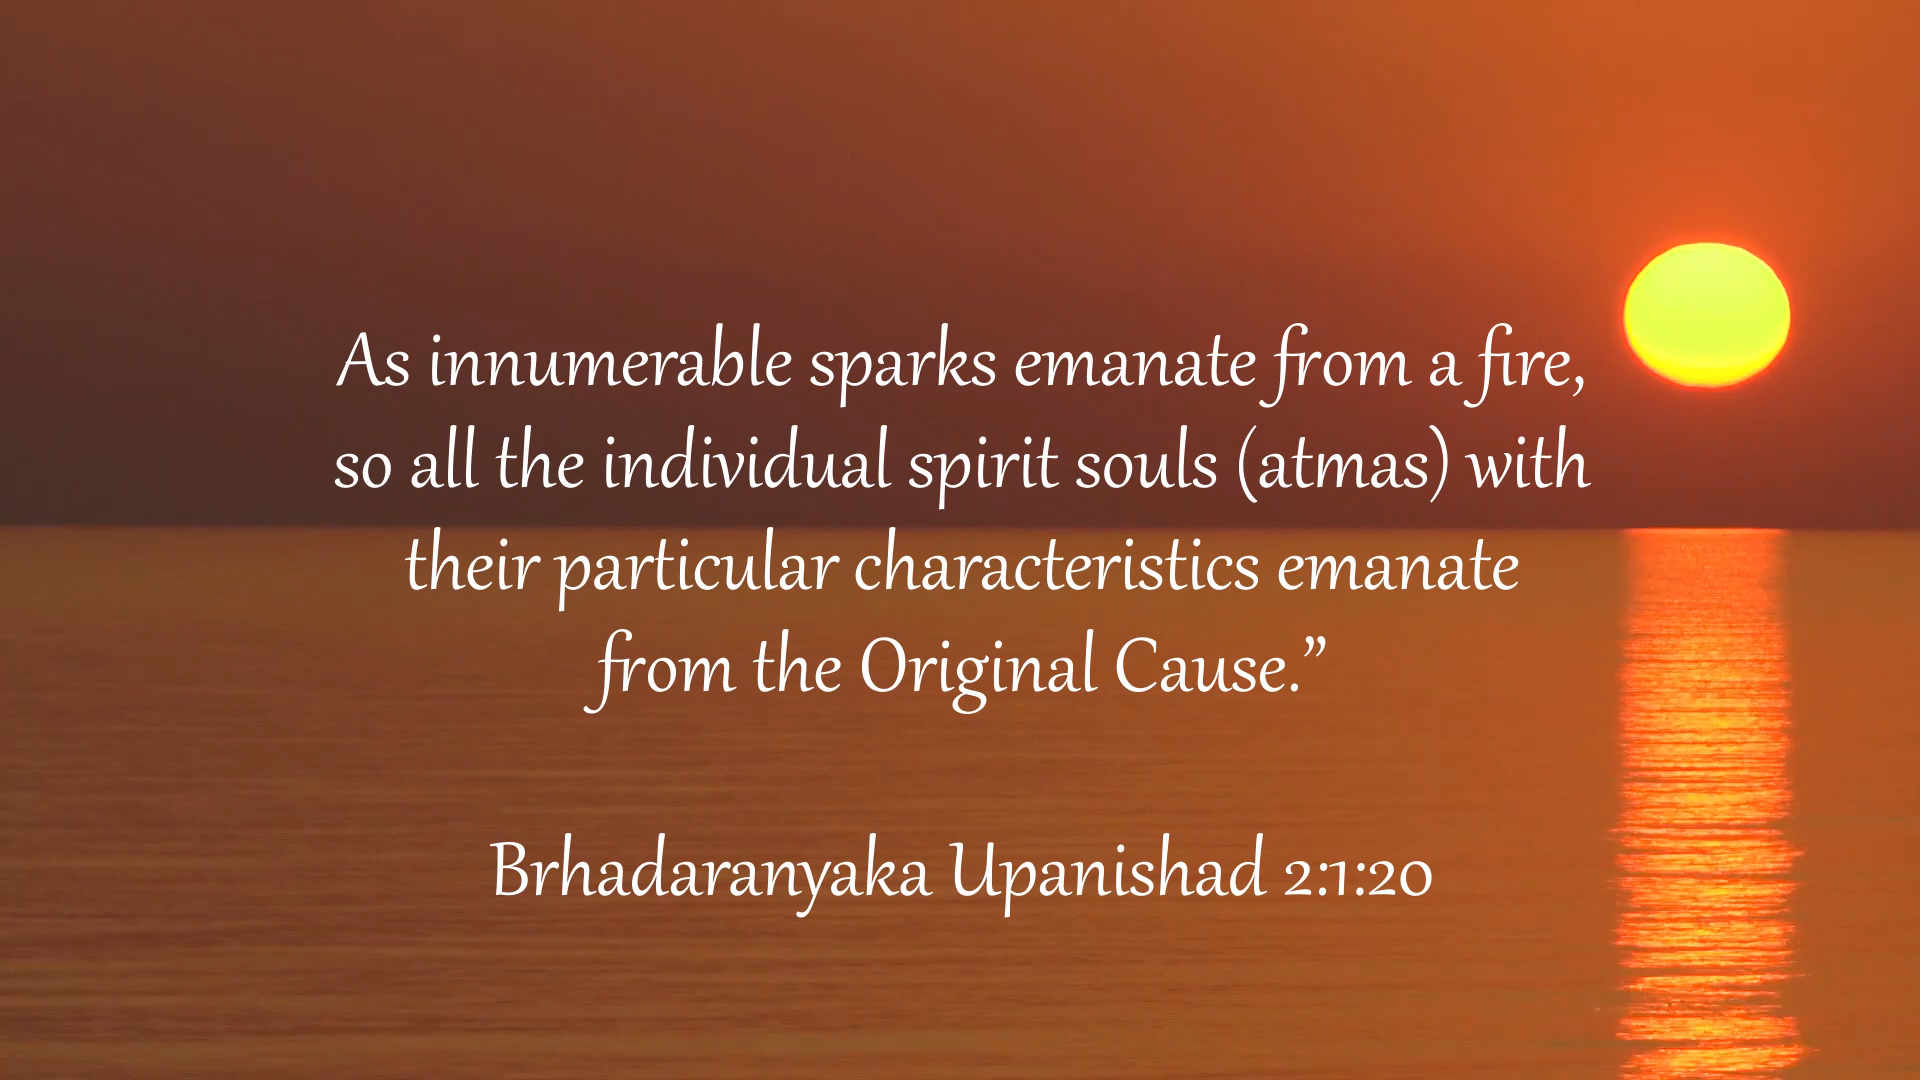 As innumerable sparks emanate from a fire,
so all the individual spirit souls (atmas) with
their particular characteristics emanate
from the Original Cause.”
Brhadaranyaka Upanishad 2:1:20